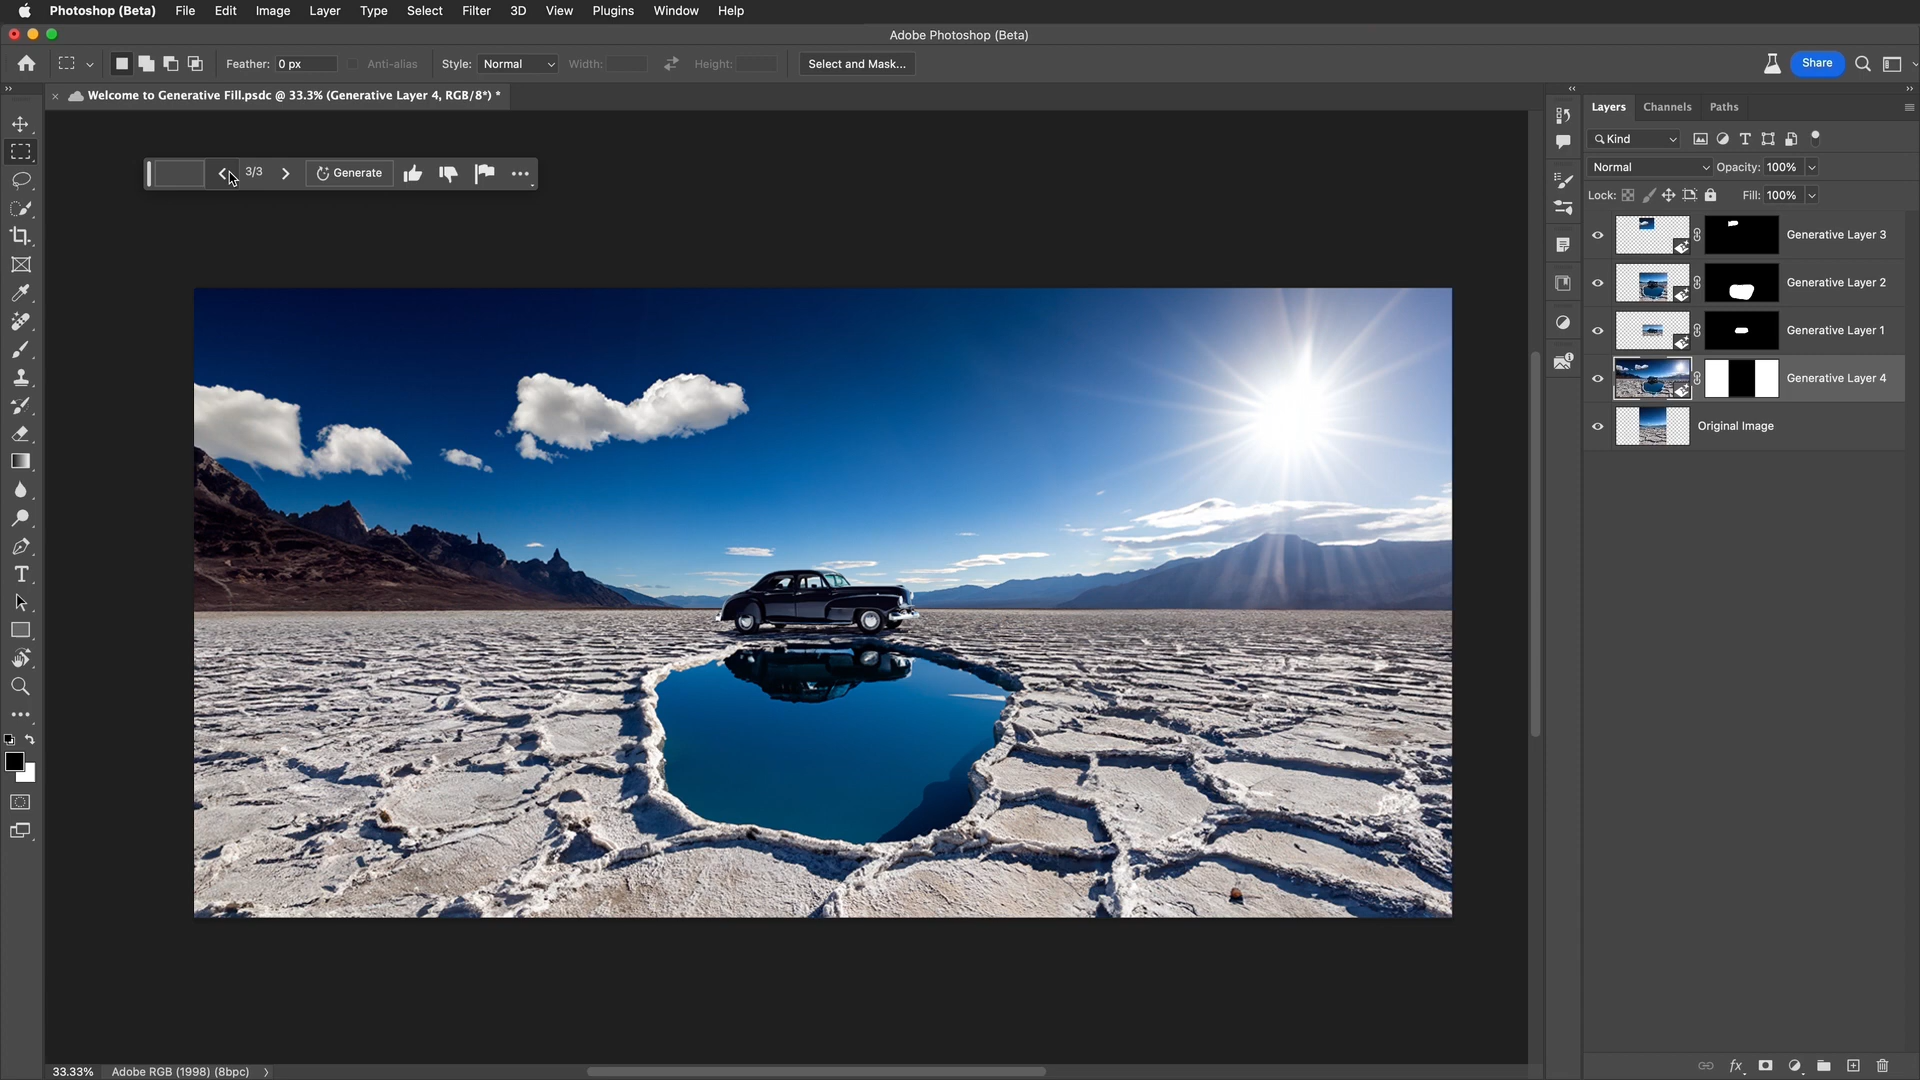 Photoshop (Beta) File Edit Image Layer Type Select Filter 3D View Plugins Window Help
Adobe Photoshop (Beta)
Feather: 0 px Anti-alias Style: Normal Width: Height: Select and Mask... Share
Welcome to Generative Fill.psdc @ 33.3% (Generative Layer 4, RGB/8*) *
Layers Channels Paths
Kind
Normal Opacity: 100%
Lock: Fill: 100%
3/3 Generate
Generative Layer 3
Generative Layer 2
Generative Layer 1
Generative Layer 4
Original Image
33.33% Adobe RGB (1998) (8bpc)
fx